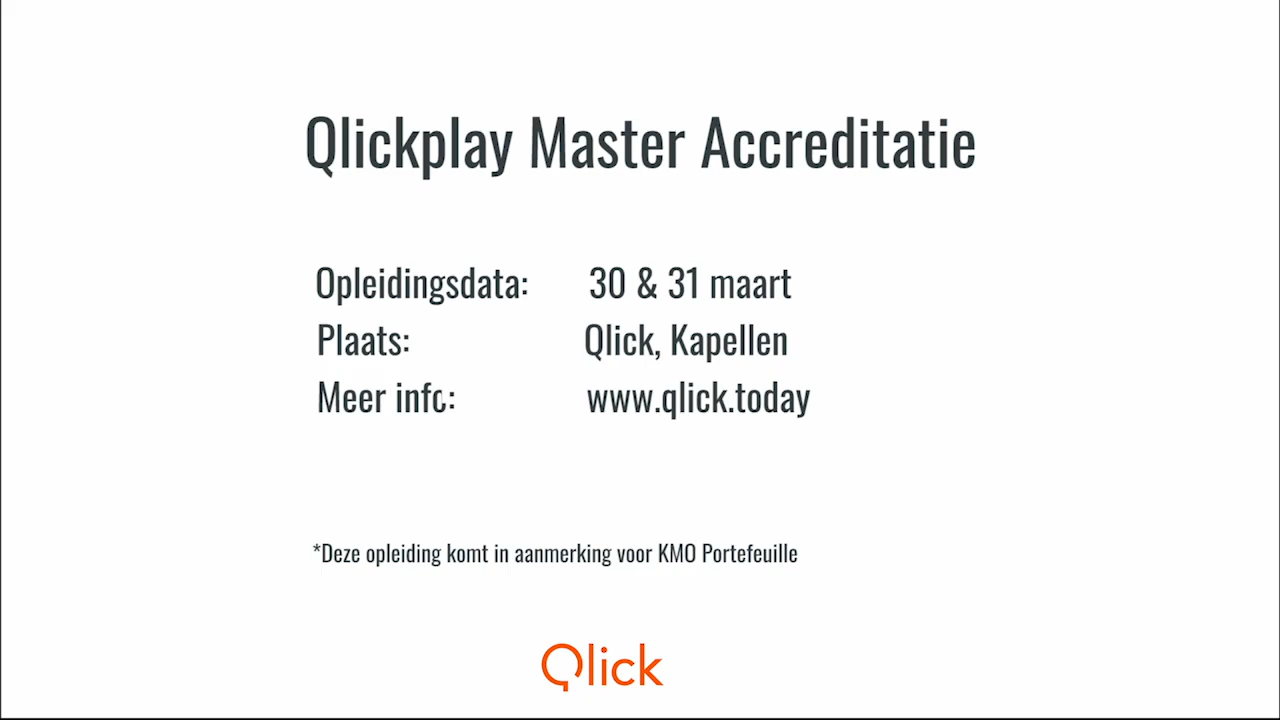 Qlickplay Master Accreditatie
Opleidingsdata: 30 & 31 maart
Plaats: Qlick, Kapellen
Meer info: www.qlick.today
*Deze opleiding komt in aanmerking voor KMO Portefeuille
Qlick